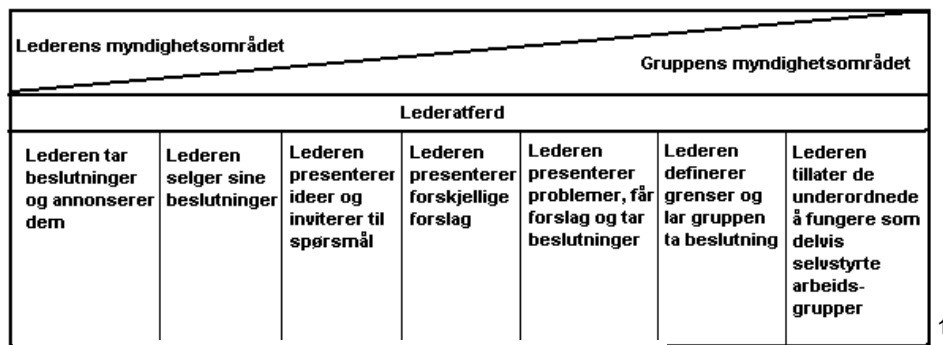 Lederens myndighetsområdet
Gruppens myndighetsområdet
Lederatferd
Lederen tar
beslutninger
og annonserer
dem
Lederen
selger sine
beslutninger
Lederen
presenterer
ideer og
inviterer til
spørsmål
Lederen
presenterer
forskjellige
forslag
Lederen
presenterer
problemer, får
forslag og tar
beslutninger
Lederen
definerer
grenser og
lar gruppen
ta beslutning
Lederen
tillater de
underordnede
å fungere som
delvis
selvstyrte
arbeids-
grupper
1